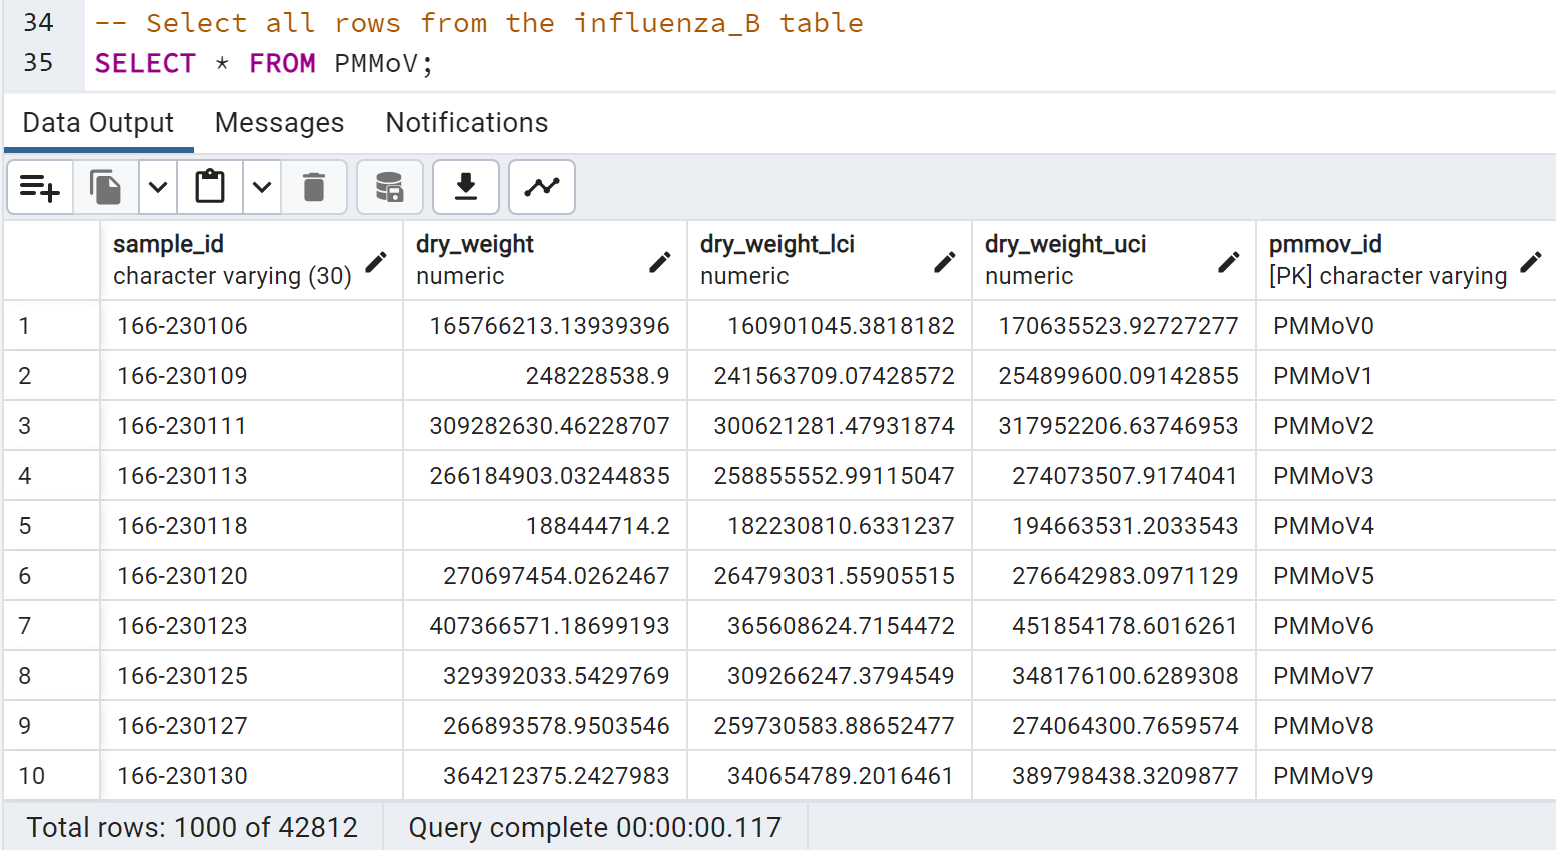 34 -- Select all rows from the influenza_B table
35 SELECT * FROM PMMoV;
Data Output Messages Notifications
sample_id dry_weight dry_weight_lci dry_weight_uci pmmov_id
character varying (30) numeric numeric numeric [PK] character varying
1 166-230106 165766213.13939396 160901045.3818182 170635523.92727277 PMMoV0
2 166-230109 248228538.9 241563709.07428572 254899600.09142855 PMMoV1
3 166-230111 309282630.46228707 300621281.47931874 317952206.63746953 PMMoV2
4 166-230113 266184903.03244835 258855552.99115047 274073507.9174041 PMMoV3
5 166-230118 188444714.2 182230810.6331237 194663531.2033543 PMMoV4
6 166-230120 270697454.0262467 264793031.55905515 276642983.0971129 PMMoV5
7 166-230123 407366571.18699193 365608624.7154472 451854178.6016261 PMMoV6
8 166-230125 329392033.5429769 309266247.3794549 348176100.6289308 PMMoV7
9 166-230127 266893578.9503546 259730583.88652477 274064300.7659574 PMMoV8
10 166-230130 364212375.2427983 340654789.2016461 389798438.3209877 PMMoV9
Total rows: 1000 of 42812 Query complete 00:00:00.117